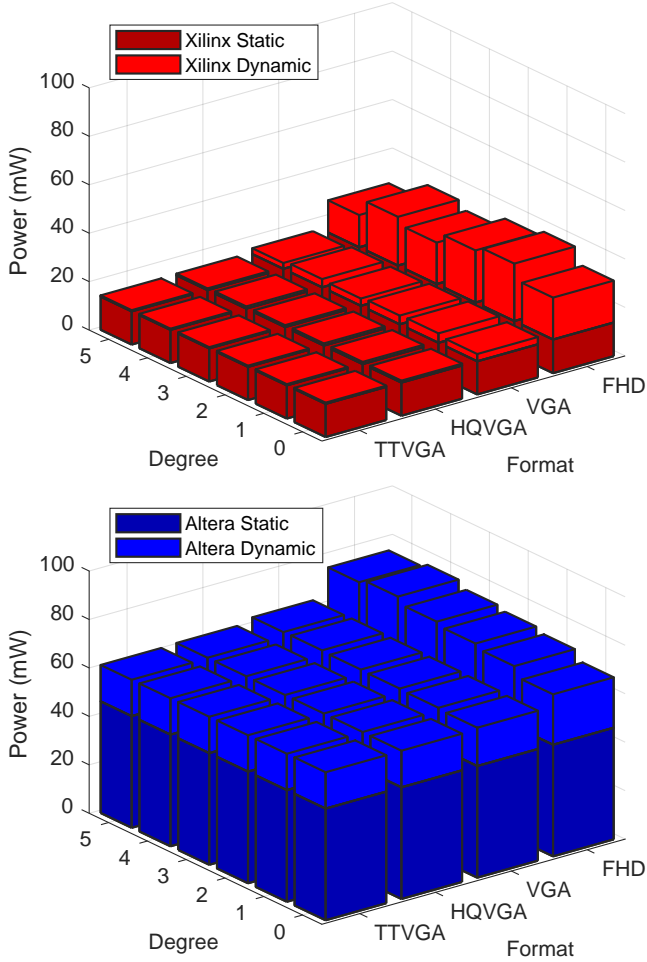 Xilinx Static
Xilinx Dynamic
100
80
60
40
20
0
Power (mW)
5
4
3
2
1
0
Degree
TTVGA
HQVGA
VGA
FHD
Format
Altera Static
Altera Dynamic
100
80
60
40
20
0
Power (mW)
5
4
3
2
1
0
Degree
TTVGA
HQVGA
VGA
FHD
Format